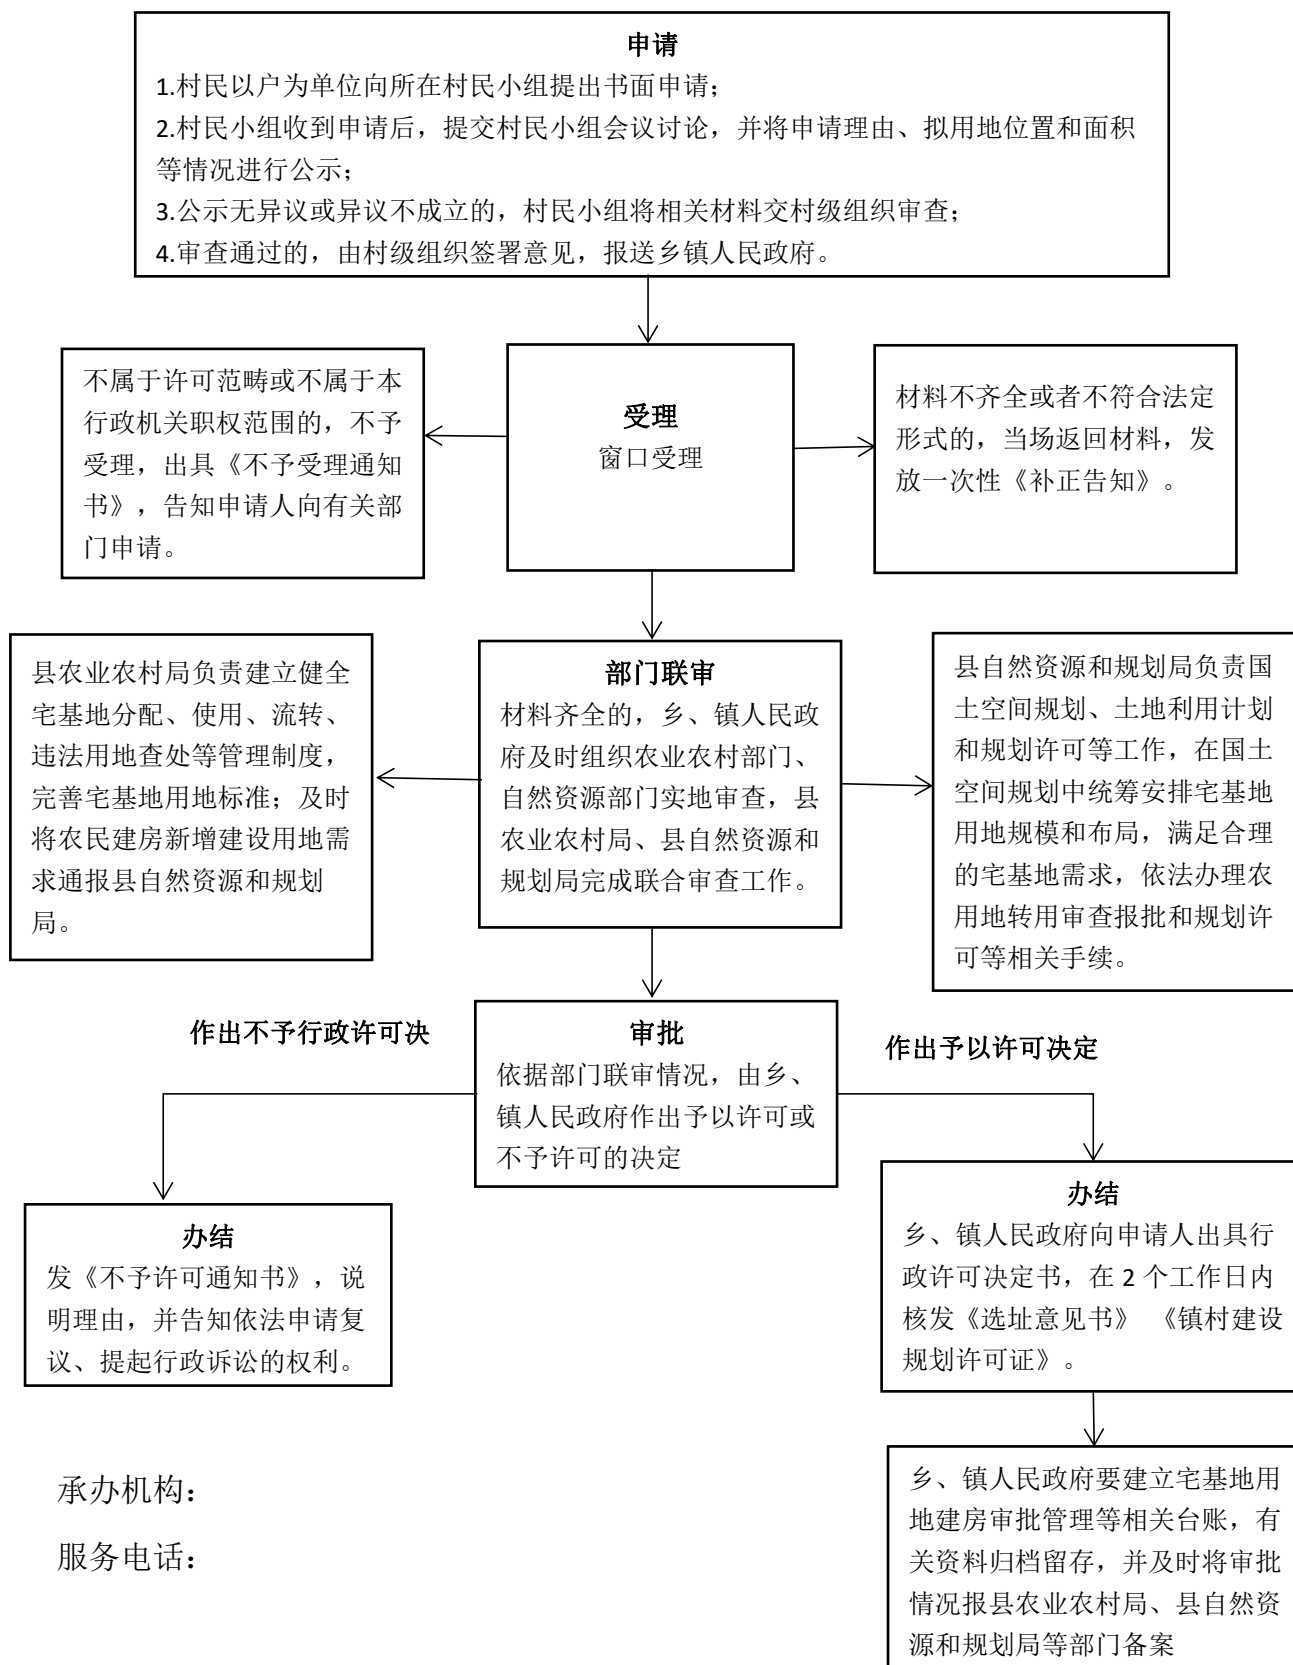 申请
1.村民以户为单位向所在村民小组提出书面申请；
2.村民小组收到申请后，提交村民小组会议讨论，并将申请理由、拟用地位置和面积
等情况进行公示；
3.公示无异议或异议不成立的，村民小组将相关材料交村级组织审查；
4.审查通过的，由村级组织签署意见，报送乡镇人民政府。
不属于许可范畴或不属于本
行政机关职权范围的，不予
受理，出具《不予受理通知
书》，告知申请人向有关部
门申请。
受理
窗口受理
材料不齐全或者不符合法定
形式的，当场返回材料，发
放一次性《补正告知》。
县农业农村局负责建立健全
宅基地分配、使用、流转、
违法用地查处等管理制度，
完善宅基地用地标准；及时
将农民建房新增建设用地需
求通报县自然资源和规划
局。
部门联审
材料齐全的，乡、镇人民政
府及时组织农业农村部门、
自然资源部门实地审查，县
农业农村局、县自然资源和
规划局完成联合审查工作。
县自然资源和规划局负责国
土空间规划、土地利用计划
和规划许可等工作，在国土
空间规划中统筹安排宅基地
用地规模和布局，满足合理
的宅基地需求，依法办理农
用地转用审查报批和规划许
可等相关手续。
作出不予行政许可决
审批
依据部门联审情况，由乡、
镇人民政府作出予以许可或
不予许可的决定
作出予以许可决定
办结
发《不予许可通知书》，说
明理由，并告知依法申请复
议、提起行政诉讼的权利。
办结
乡、镇人民政府向申请人出具行
政许可决定书，在 2 个工作日内
核发《选址意见书》 《镇村建设
规划许可证》。
乡、镇人民政府要建立宅基地用
地建房审批管理等相关台账，有
关资料归档留存，并及时将审批
情况报县农业农村局、县自然资
源和规划局等部门备案
承办机构：
服务电话：